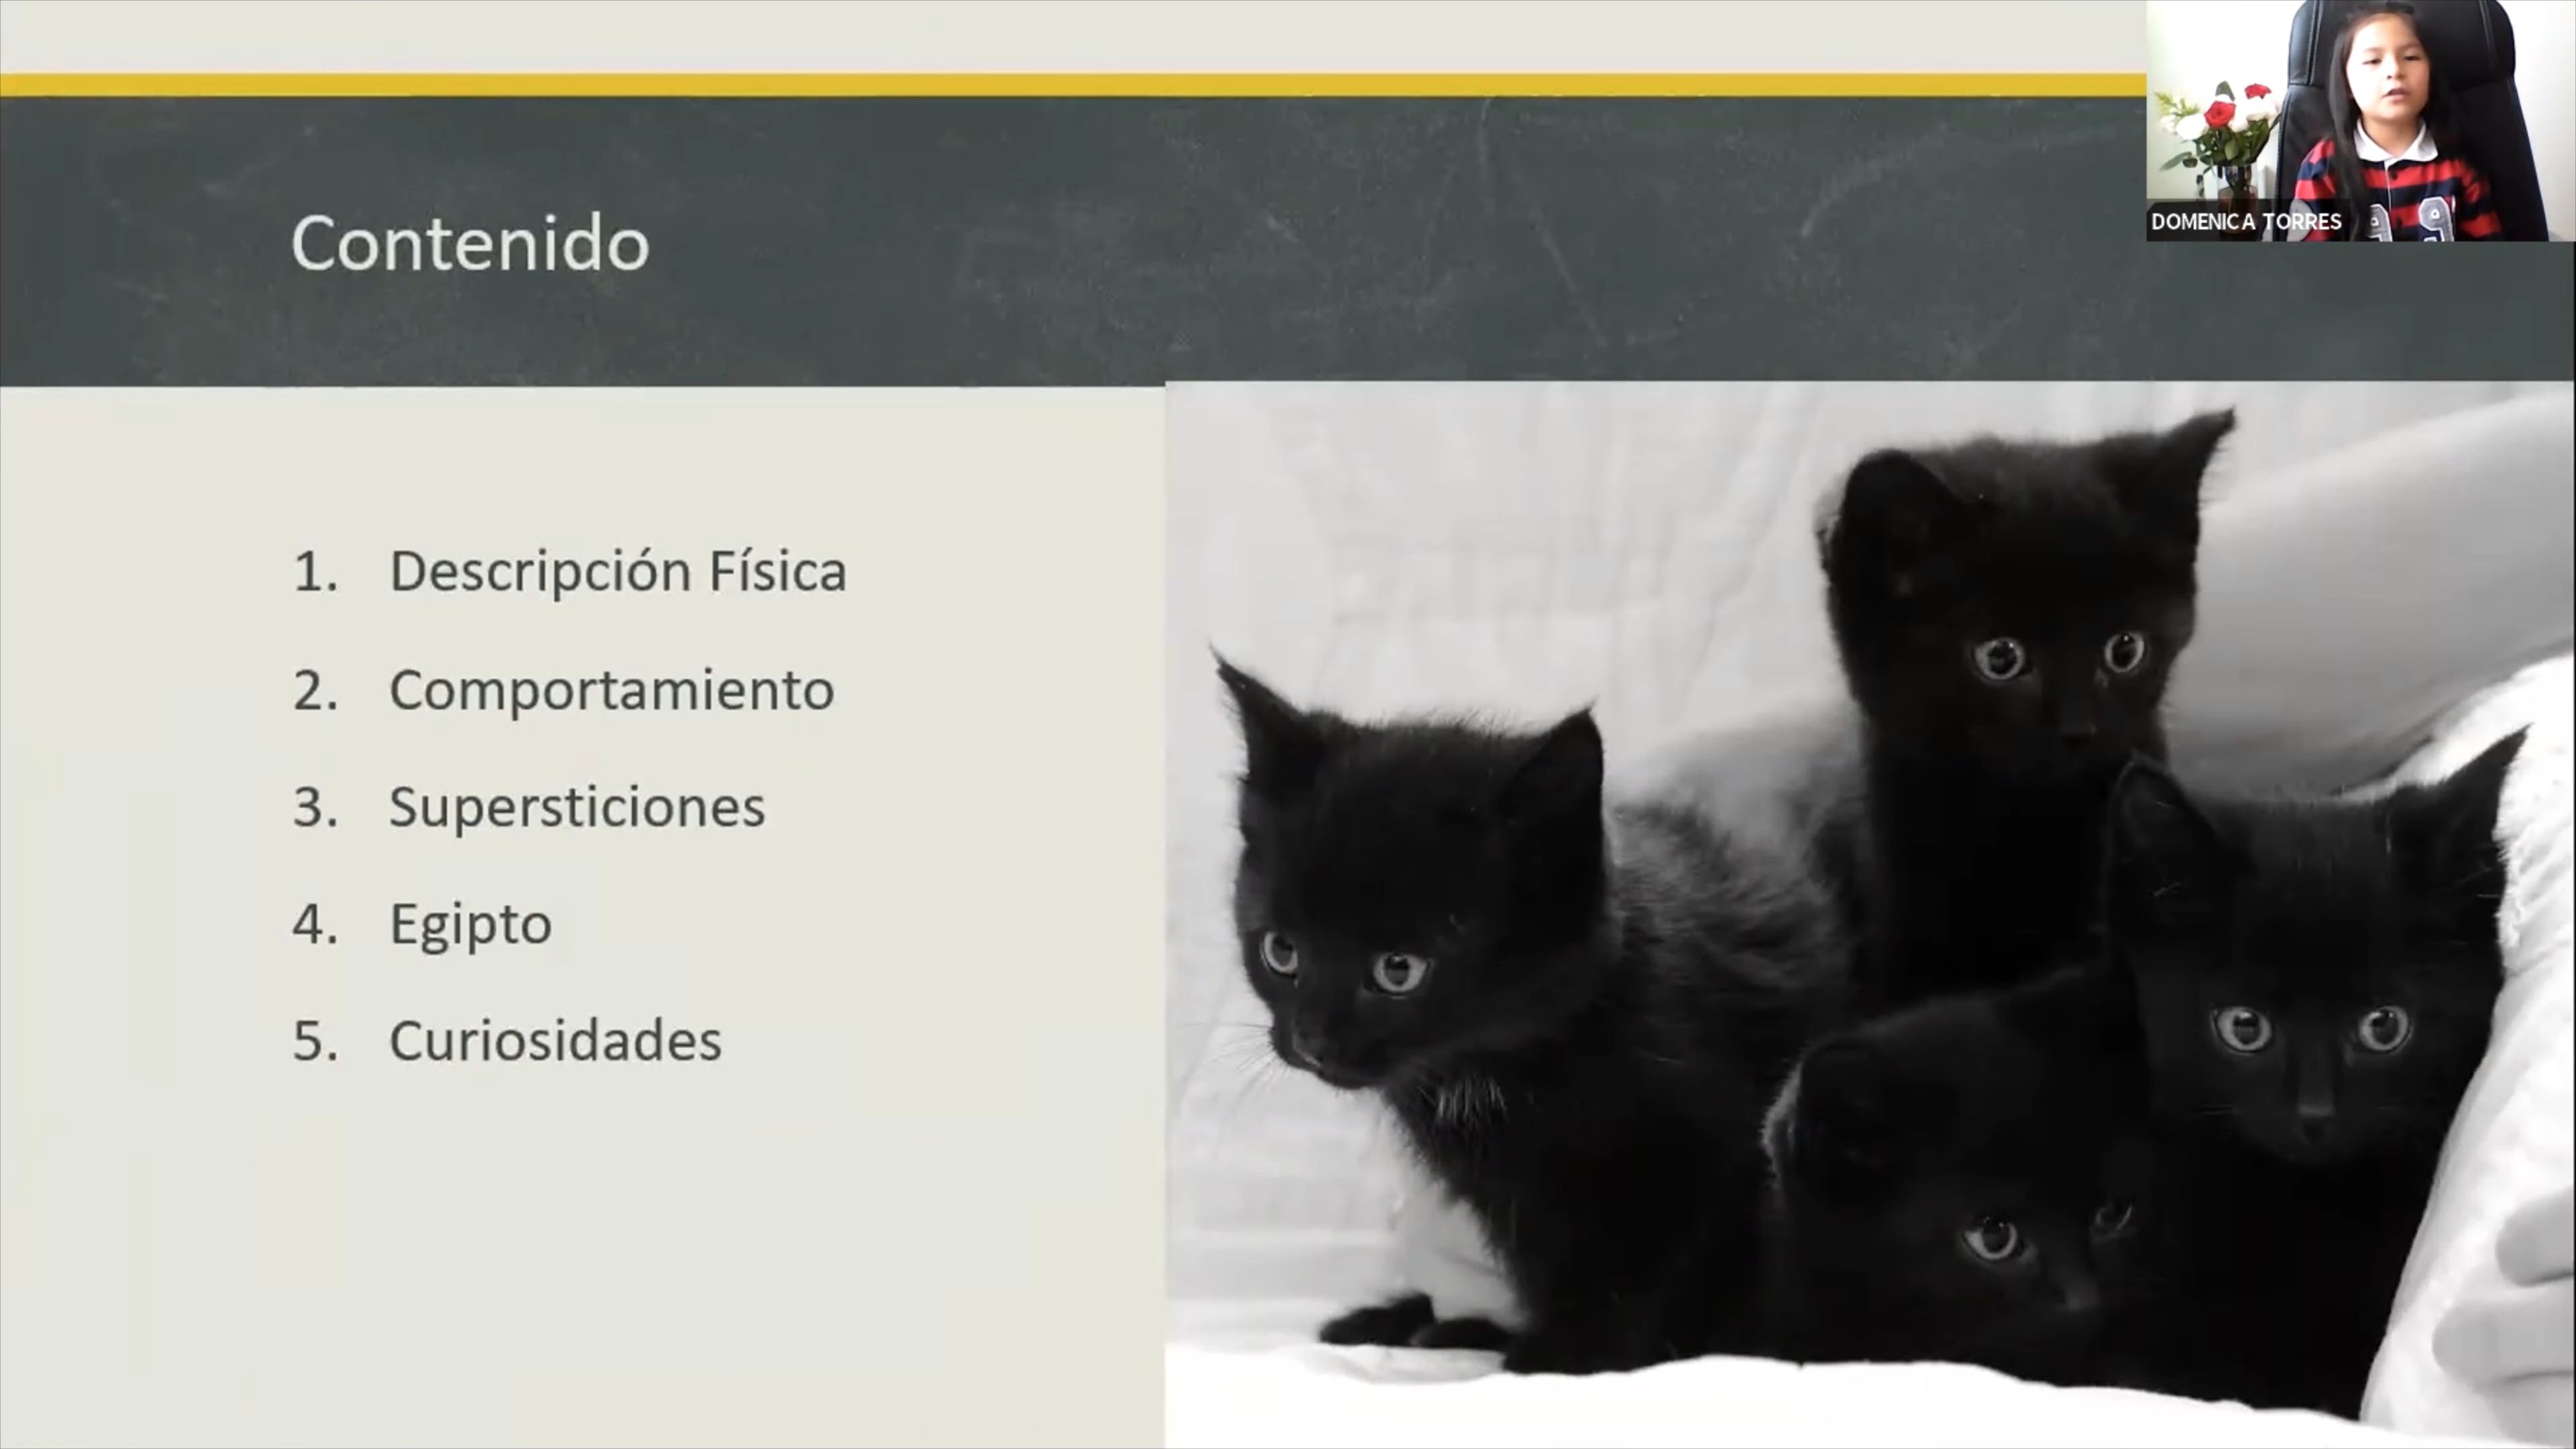 DOMENICA TORRES
Contenido
1. Descripción Física
2. Comportamiento
3. Supersticiones
4. Egipto
5. Curiosidades